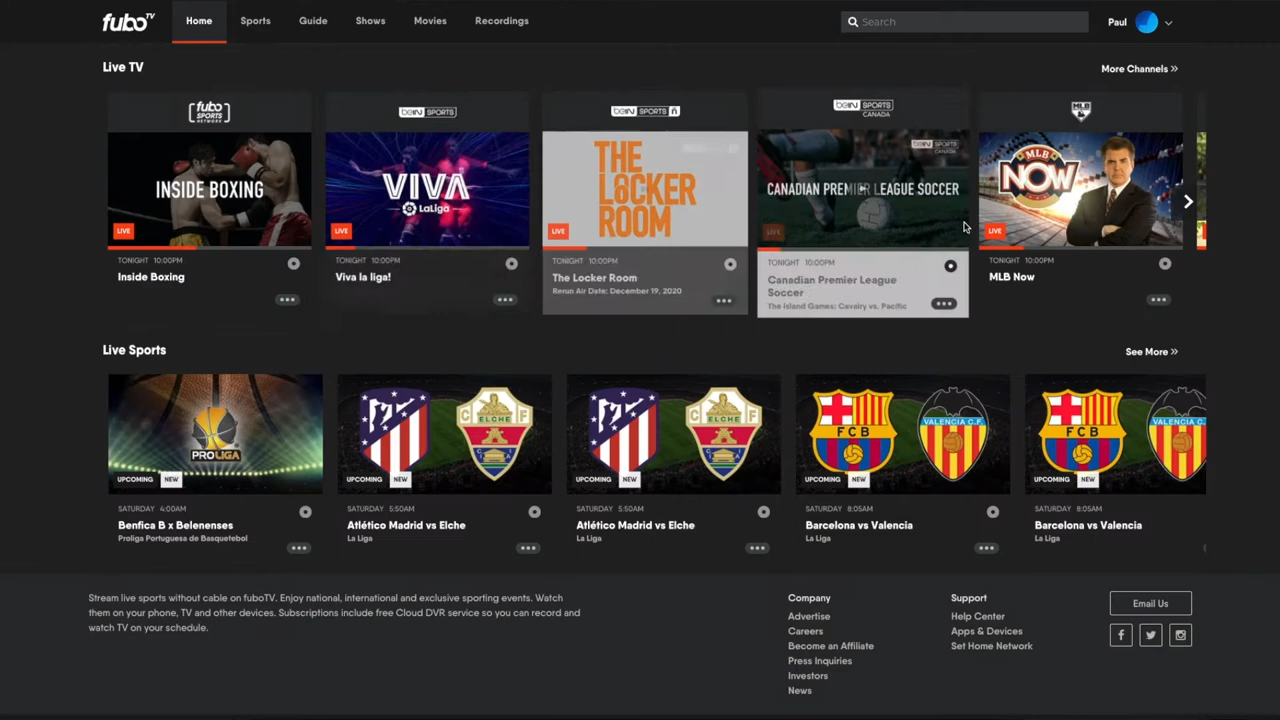 fuboTV Home Sports Guide Shows Movies Recordings Search Paul
Live TV More Channels »
fubo SPORTS NETWORK
beIN SPORTS
beIN SPORTS ñ
beIN SPORTS CANADA
MLB
INSIDE BOXING
LIVE
VIVA
LaLiga
LIVE
THE
LOCKER
ROOM
LIVE
beIN SPORTS
CANADA
CANADIAN PREMIER LEAGUE SOCCER
LIVE
MLB
NOW
LIVE
TONIGHT 10:00PM
Inside Boxing
TONIGHT 10:00PM
Viva la liga!
TONIGHT 10:00PM
The Locker Room
Rerun Air Date: December 19, 2020
TONIGHT 10:00PM
Canadian Premier League
Soccer
The Island Games: Cavalry vs. Pacific
TONIGHT 10:00PM
MLB Now
Live Sports See More »
PROLIGA
UPCOMING NEW
ELCHE
UPCOMING NEW
ELCHE
UPCOMING NEW
FCB
VALENCIA C.F.
UPCOMING NEW
FCB
VALENCIA C.
UPCOMING NEW
SATURDAY 4:00AM
Benfica B x Belenenses
Proliga Portuguesa de Basquetebol
SATURDAY 5:50AM
Atlético Madrid vs Elche
La Liga
SATURDAY 5:50AM
Atlético Madrid vs Elche
La Liga
SATURDAY 8:05AM
Barcelona vs Valencia
La Liga
SATURDAY 8:05AM
Barcelona vs Valencia
La Liga
Stream live sports without cable on fuboTV. Enjoy national, international and exclusive sporting events. Watch
them on your phone, TV and other devices. Subscriptions include free Cloud DVR service so you can record and
watch TV on your schedule.
Company
Advertise
Careers
Become an Affiliate
Press Inquiries
Investors
News
Support
Help Center
Apps & Devices
Set Home Network
Email Us